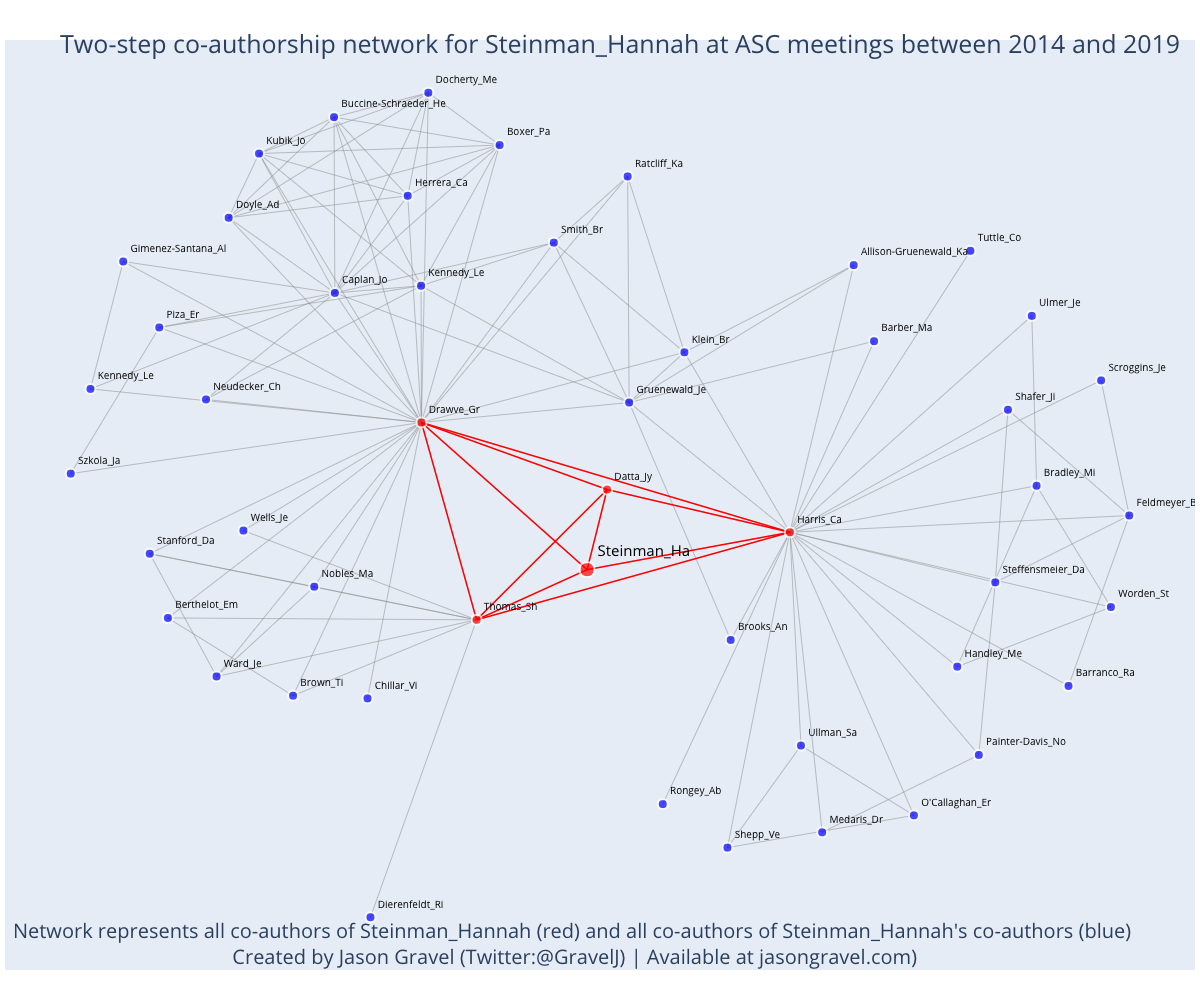 Two-step co-authorship network for Steinman_Hannah at ASC meetings between 2014 and 2019
Docherty_Me
Buccine-Schraeder_He
Boxer_Pa
Kubik_Jo
Ratcliff_Ka
Herrera_Ca
Doyle_Ad
Smith_Br
Tuttle_Co
Gimenez-Santana_Al
Allison-Gruenewald_Ka
Caplan_Jo
Kennedy_Le
Ulmer_Je
Piza_Er
Barber_Ma
Klein_Br
Scroggins_Je
Kennedy_Le
Neudecker_Ch
Gruenewald_Je
Shafer_Ji
Drawve_Gr
Szkola_Ja
Datta_Jy
Bradley_Mi
Feldmeyer_B
Wells_Je
Harris_Ca
Stanford_Da
Steinman_Ha
Nobles_Ma
Steffensmeier_Da
Berthelot_Em
Thomas_Sh
Worden_St
Brooks_An
Ward_Je
Handley_Me
Brown_Ti
Chillar_Vi
Barranco_Ra
Ullman_Sa
Painter-Davis_No
Rongey_Ab
O'Callaghan_Er
Shepp_Ve
Medaris_Dr
Dierenfeldt_Ri
Network represents all co-authors of Steinman_Hannah (red) and all co-authors of Steinman_Hannah's co-authors (blue)
Created by Jason Gravel (Twitter:@GravelJ) | Available at jasongravel.com)